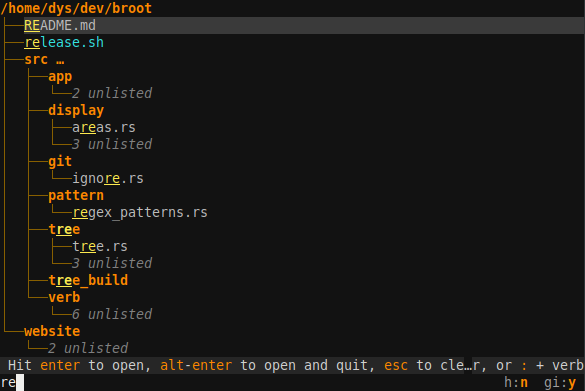 /home/dys/dev/broot
README.md
release.sh
src …
app
2 unlisted
display
areas.rs
3 unlisted
git
ignore.rs
pattern
regex_patterns.rs
tree
tree.rs
3 unlisted
tree_build
verb
6 unlisted
website
2 unlisted
Hit enter to open, alt-enter to open and quit, esc to cle…r, or : + verb
re h:n gi:y